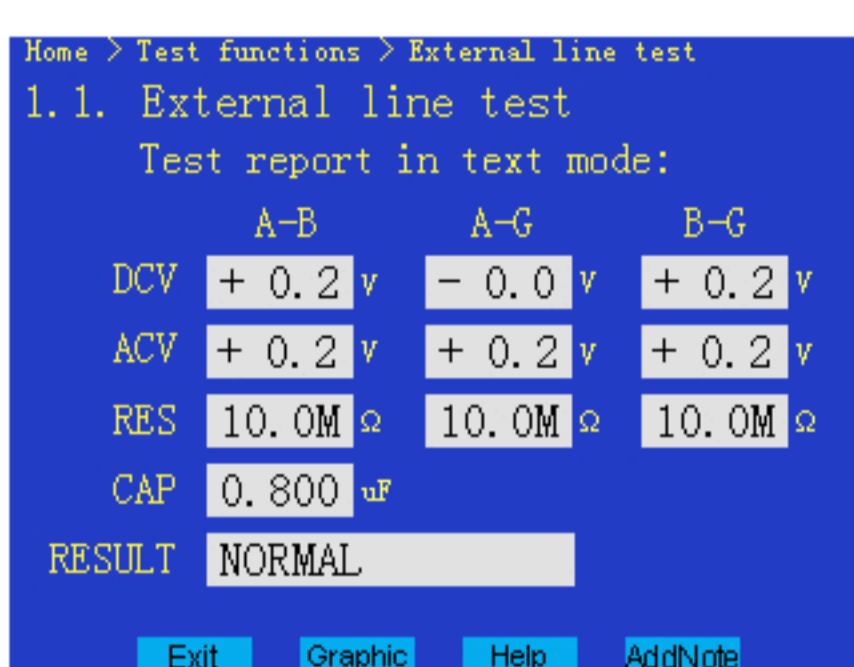 Home > Test functions > External line test
1.1. External line test
Test report in text mode:
A-B A-G B-G
DCV + 0.2 V - 0.0 V + 0.2 V
ACV + 0.2 V + 0.2 V + 0.2 V
RES 10.0M Ω 10.0M Ω 10.0M Ω
CAP 0.800 uF
RESULT NORMAL
Exit Graphic Help AddNote